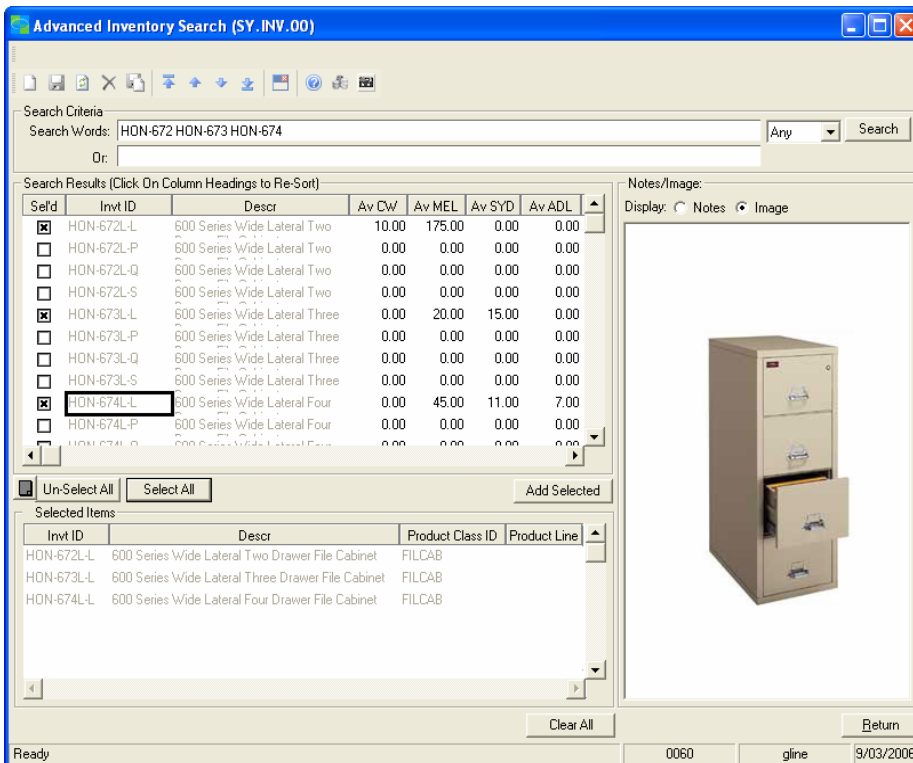 Advanced Inventory Search (SY.INV.00)
Search Criteria
Search Words: HON-672 HON-673 HON-674 Any Search
Or:
Search Results (Click On Column Headings to Re-Sort) Notes/Image:
Sel'd Invt ID Descr Av CW Av MEL Av SYD Av ADL Display: Notes Image
HON-672L-L 600 Series Wide Lateral Two 10.00 175.00 0.00 0.00
HON-672L-P 600 Series Wide Lateral Two 0.00 0.00 0.00 0.00
HON-672L-Q 600 Series Wide Lateral Two 0.00 0.00 0.00 0.00
HON-672L-S 600 Series Wide Lateral Two 0.00 0.00 0.00 0.00
HON-673L-L 600 Series Wide Lateral Three 0.00 20.00 15.00 0.00
HON-673L-P 600 Series Wide Lateral Three 0.00 0.00 0.00 0.00
HON-673L-Q 600 Series Wide Lateral Three 0.00 0.00 0.00 0.00
HON-673L-S 600 Series Wide Lateral Three 0.00 0.00 0.00 0.00
HON-674L-L 600 Series Wide Lateral Four 0.00 45.00 11.00 7.00
HON-674L-P 600 Series Wide Lateral Four 0.00 0.00 0.00 0.00
Un-Select All Select All Add Selected
Selected Items
Invt ID Descr Product Class ID Product Line
HON-672L-L 600 Series Wide Lateral Two Drawer File Cabinet FILCAB
HON-673L-L 600 Series Wide Lateral Three Drawer File Cabinet FILCAB
HON-674L-L 600 Series Wide Lateral Four Drawer File Cabinet FILCAB
Clear All Return
Ready 0060 gline 9/03/2006